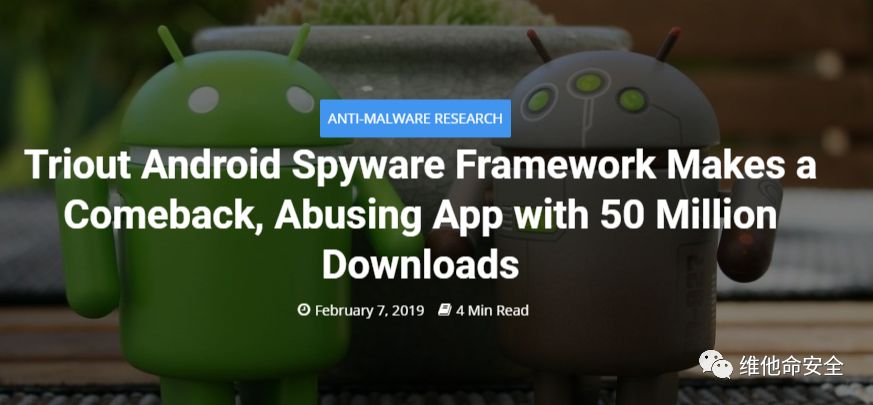 ANTI-MALWARE RESEARCH
Triout Android Spyware Framework Makes a
Comeback, Abusing App with 50 Million
Downloads
February 7, 2019 4 Min Read
维他命安全